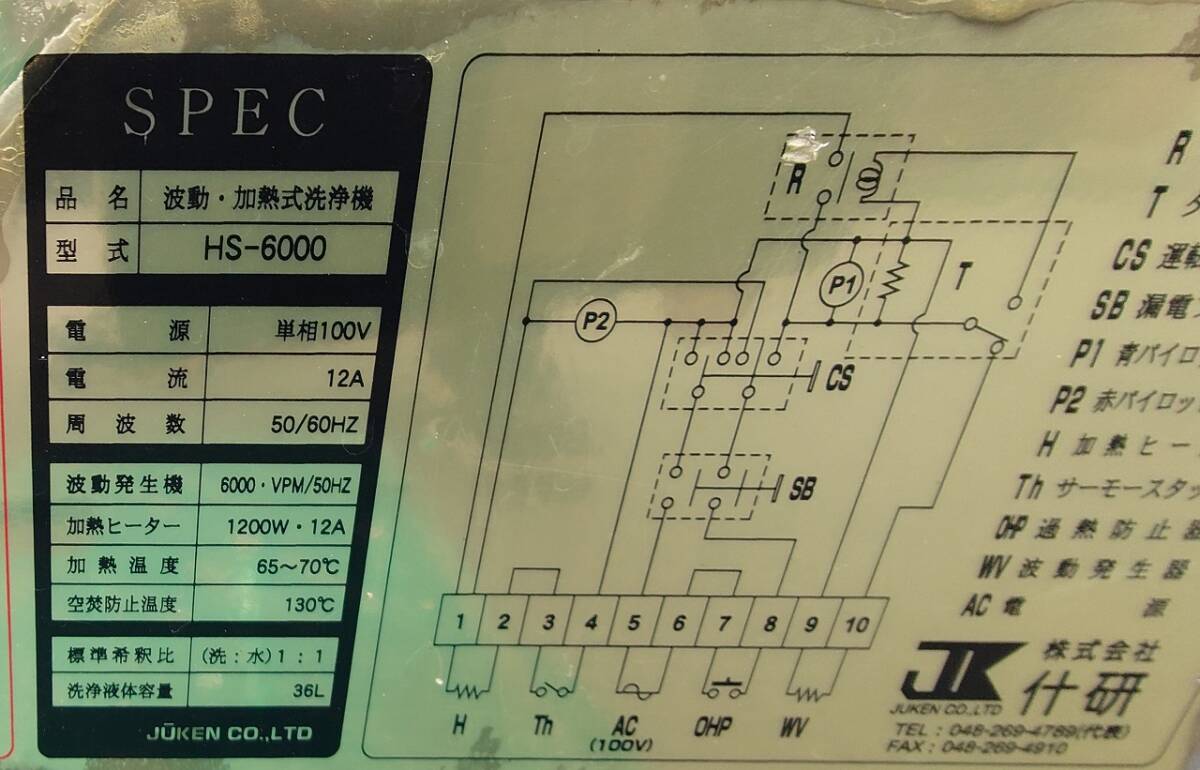 SPEC
品名 波動・加熱式洗浄機
型式 HS-6000
電源 単相100V
電流 12A
周波数 50/60HZ
波動発生機 6000・VPM/50HZ
加熱ヒーター 1200W・12A
加熱温度 65~70℃
空焚防止温度 130℃
標準希釈比 (洗:水)1:1
洗浄液体容量 36L
JŪKEN CO.,LTD
R
P1
T
P2
CS
SB
1 2 3 4 5 6 7 8 9 10
H Th AC OHP WV
(100V)
R
T
CS 運転
SB 漏電
P1 青パイロ
P2 赤パイロッ
H 加熱ヒー
Th サーモースタッ
OHP 過熱防止器
WV 波動発生器
AC 電源
JK 株式会社
什研
JUKEN CO.,LTD
TEL:048-269-4789(代表)
FAX:048-269-4910